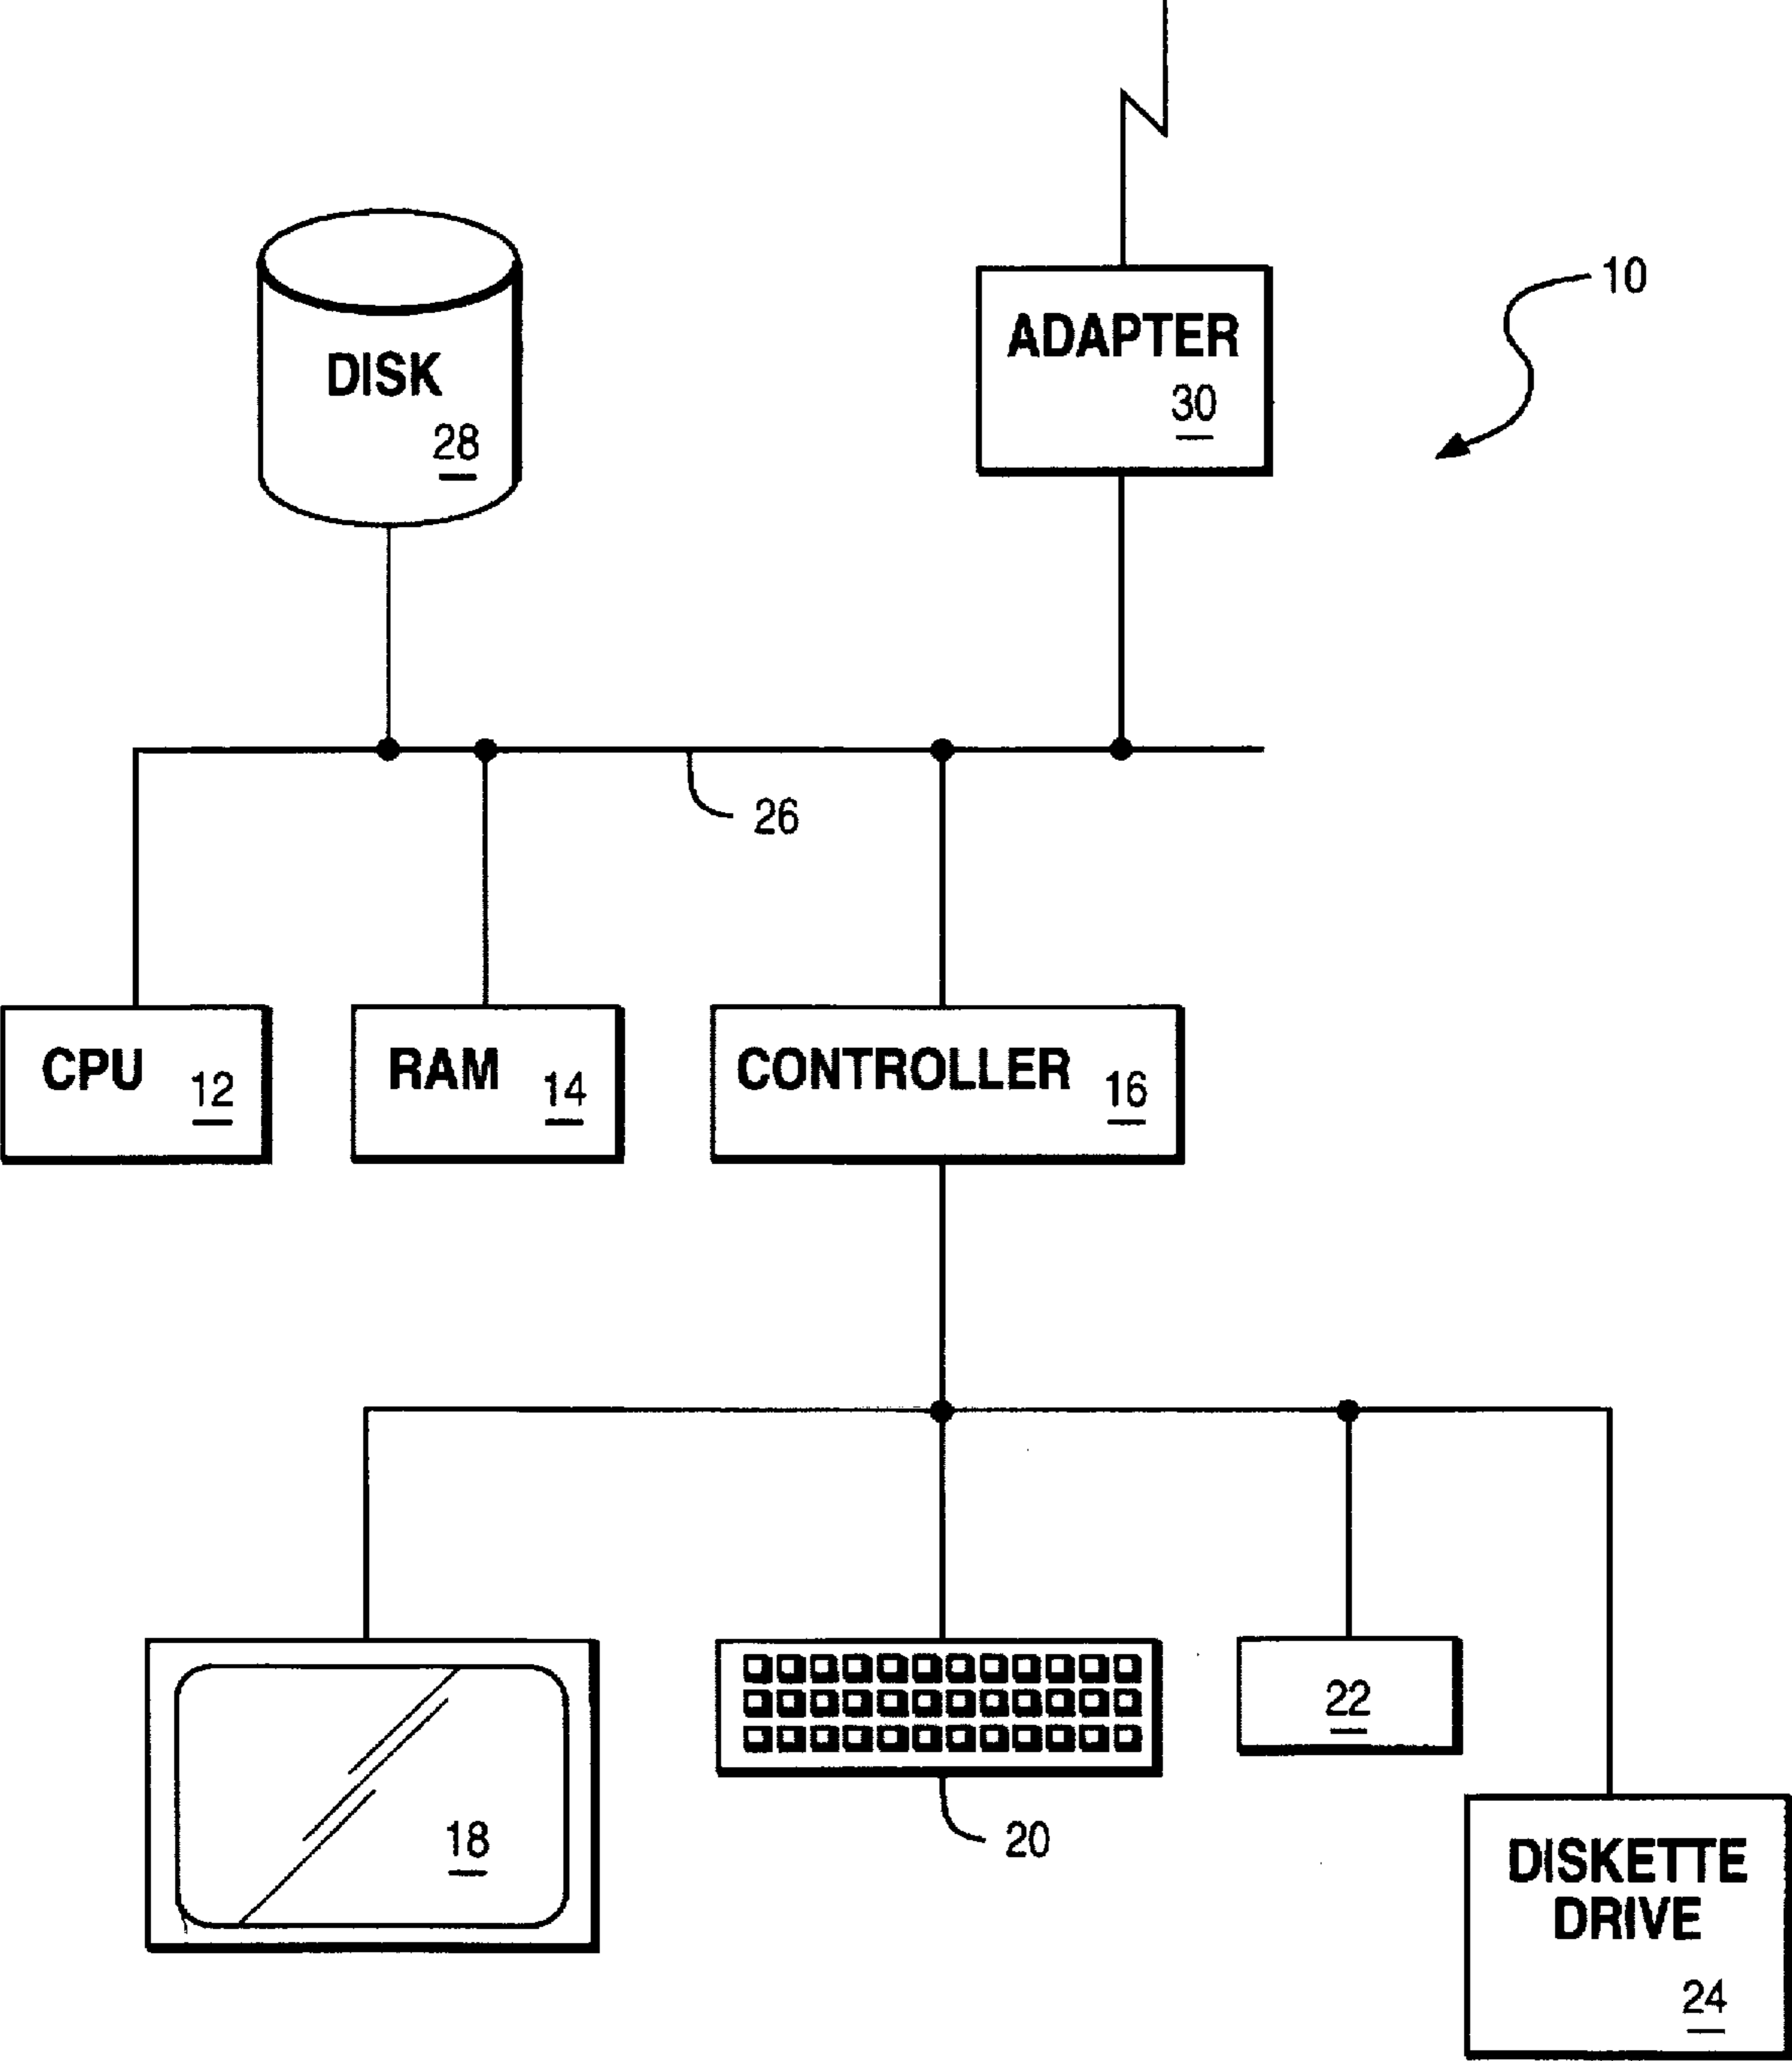 10
ADAPTER
30
DISK
28
26
CPU 12
RAM 14
CONTROLLER 16
18
20
22
DISKETTE
DRIVE
24